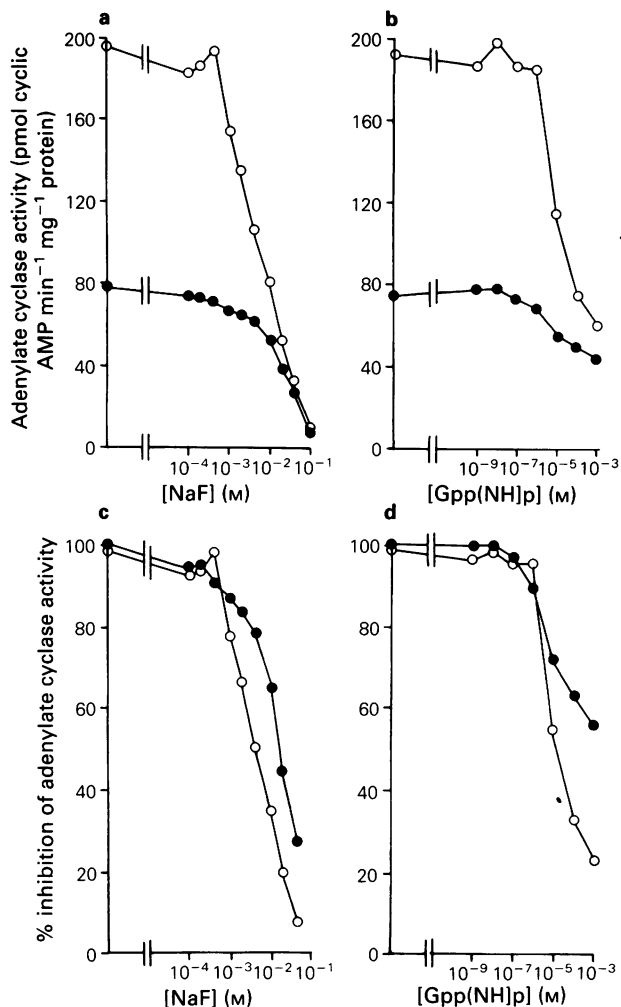 a
b
Adenylate cyclase activity (pmol cyclic
AMP min⁻¹ mg⁻¹ protein)
200
160
120
80
40
0
10⁻⁴ 10⁻³ 10⁻² 10⁻¹
[NaF] (M)
200
160
120
80
40
0
10⁻⁹ 10⁻⁷ 10⁻⁵ 10⁻³
[Gpp(NH)p] (M)
c
d
% inhibition of adenylate cyclase activity
100
80
60
40
20
0
10⁻⁴ 10⁻³ 10⁻² 10⁻¹
[NaF] (M)
100
80
60
40
20
0
10⁻⁹ 10⁻⁷ 10⁻⁵ 10⁻³
[Gpp(NH)p] (M)